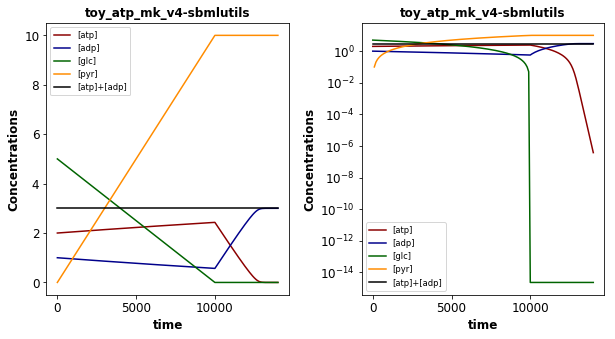 toy_atp_mk_v4-sbmlutils
Concentrations
10
8
6
4
2
0
[atp]
[adp]
[glc]
[pyr]
[atp]+[adp]
0
5000
10000
time
toy_atp_mk_v4-sbmlutils
Concentrations
10^0
10^−2
10^−4
10^−6
10^−8
10^−10
10^−12
10^−14
[atp]
[adp]
[glc]
[pyr]
[atp]+[adp]
0
5000
10000
time